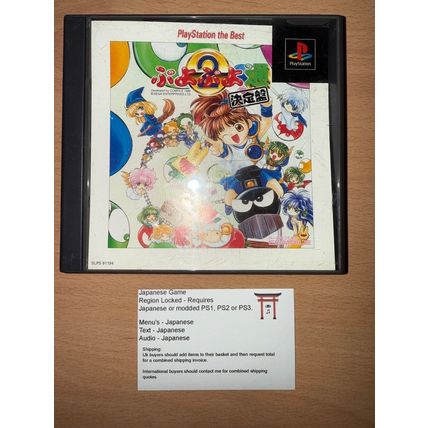 PlayStation the Best
PlayStation
ぷよぷよ通
決定盤
SLPS 91194
Japanese Game
Region Locked - Requires
Japanese or modded PS1, PS2 or PS3.
Menu's - Japanese
Text - Japanese
Audio - Japanese
Shipping:
Uk buyers should add items to their basket and then request total
for a combined shipping invoice.
International buyers should contact me for combined shipping
quotes